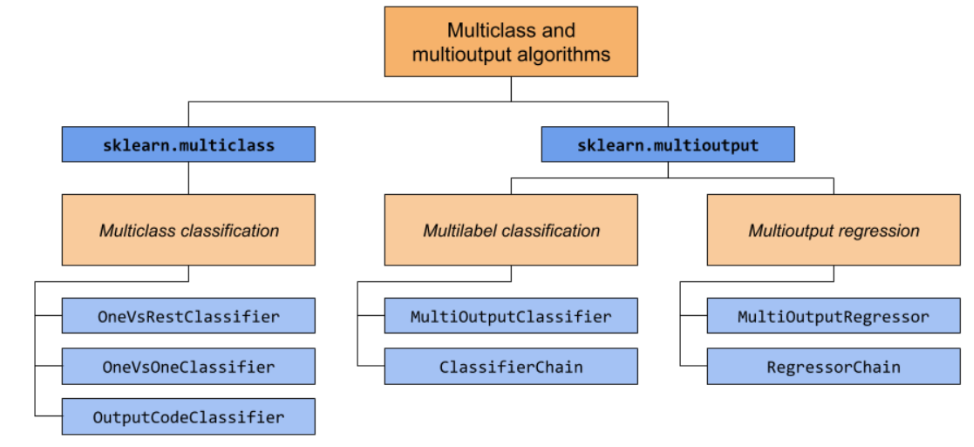 Multiclass and
multioutput algorithms
sklearn.multiclass
sklearn.multioutput
Multiclass classification
Multilabel classification
Multioutput regression
OneVsRestClassifier
MultiOutputClassifier
MultiOutputRegressor
OneVsOneClassifier
ClassifierChain
RegressorChain
OutputCodeClassifier